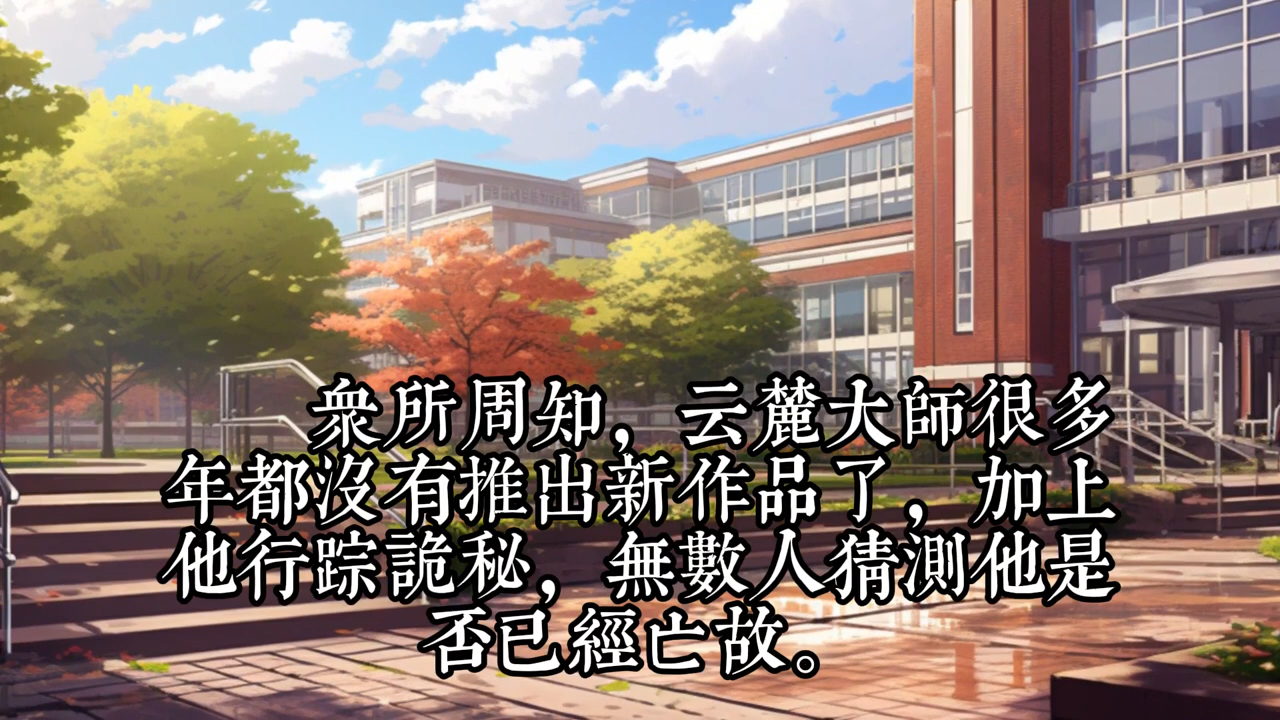 衆所周知，云麓大師很多
年都沒有推出新作品了，加上
他行踪詭秘，無數人猜測他是
否已經亡故。